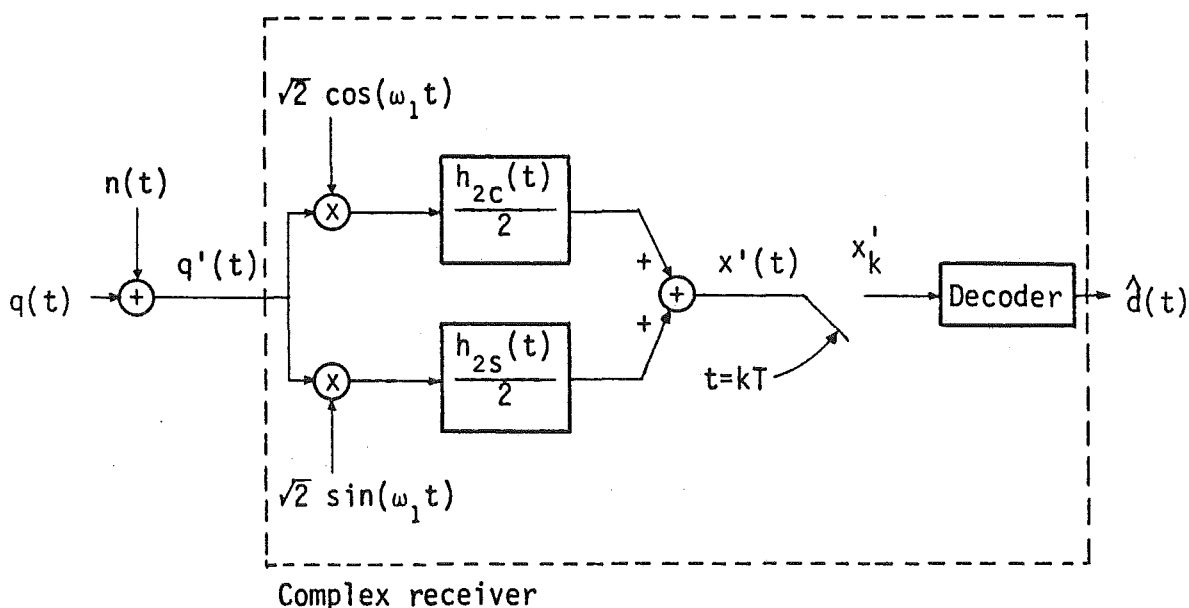 √2 cos(ω₁t)
n(t)
q'(t)
q(t)
+
x
h₂c(t)
2
+
x'(t)
x'ₖ
+
Decoder
d̂(t)
+
t=kT
x
h₂s(t)
2
√2 sin(ω₁t)
Complex receiver